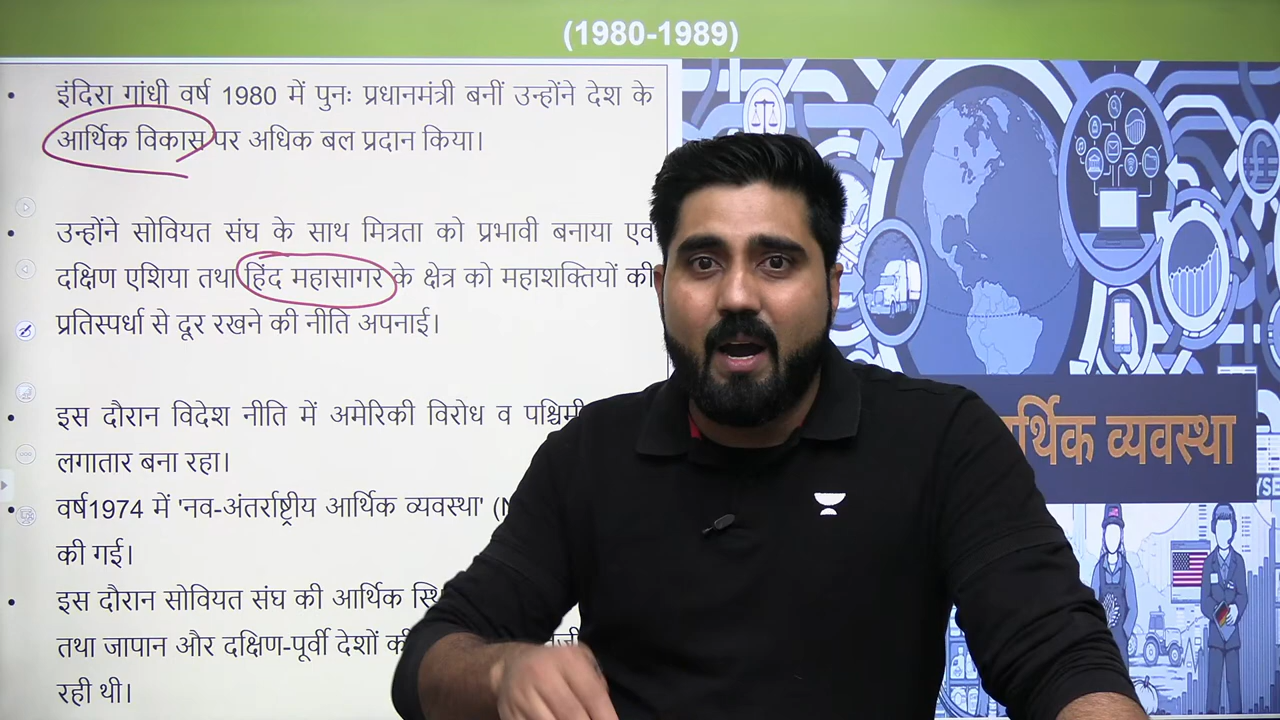 (1980-1989)
इंदिरा गांधी वर्ष 1980 में पुनः प्रधानमंत्री बनीं उन्होंने देश के
आर्थिक विकास पर अधिक बल प्रदान किया।
उन्होंने सोवियत संघ के साथ मित्रता को प्रभावी बनाया एवं
दक्षिण एशिया तथा हिंद महासागर के क्षेत्र को महाशक्तियों की
प्रतिस्पर्धा से दूर रखने की नीति अपनाई।
इस दौरान विदेश नीति में अमेरिकी विरोध व
लगातार बना रहा।
वर्ष1974 में 'नव-अंतर्राष्ट्रीय आर्थिक व्यवस्था'
की गई।
इस दौरान सोवियत संघ की आर्थिक
तथा जापान और दक्षिण-पूर्वी देशों
रही थी।
व्यवस्था